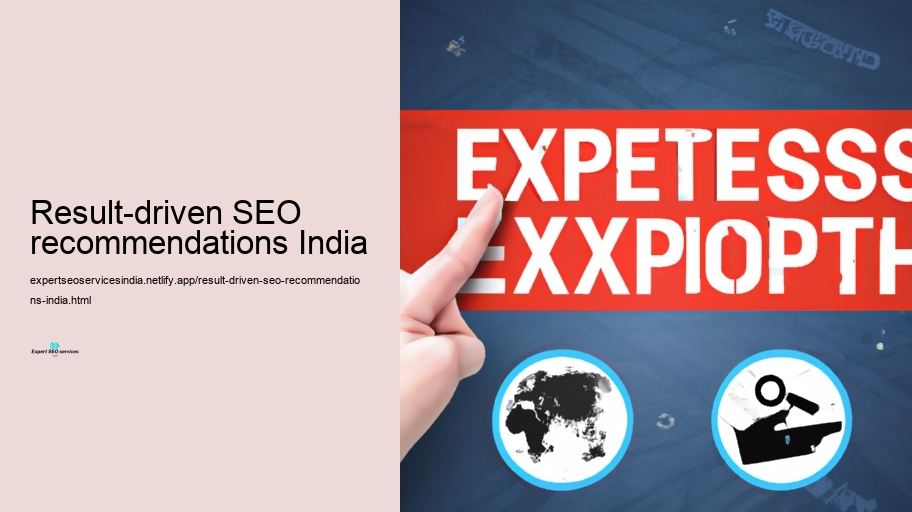 Result-driven SEO
recommendations India
expertseoservicesindia.netlify.app/result-driven-seo-recommendatio
ns-india.html
Expert SEO services
EXPETESSS
EXXPIOPTH